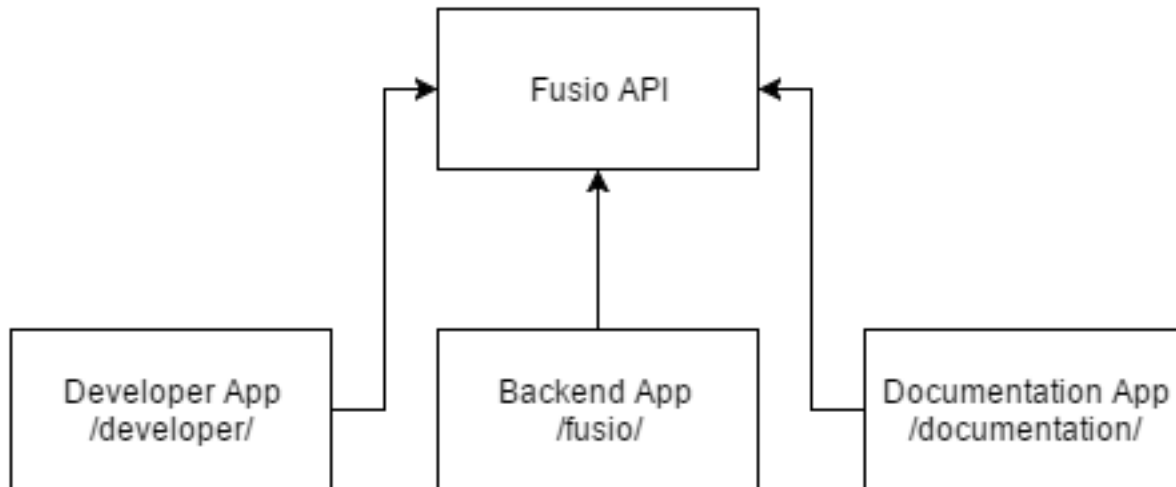 Fusio API
Developer App
/developer/
Backend App
/fusio/
Documentation App
/documentation/